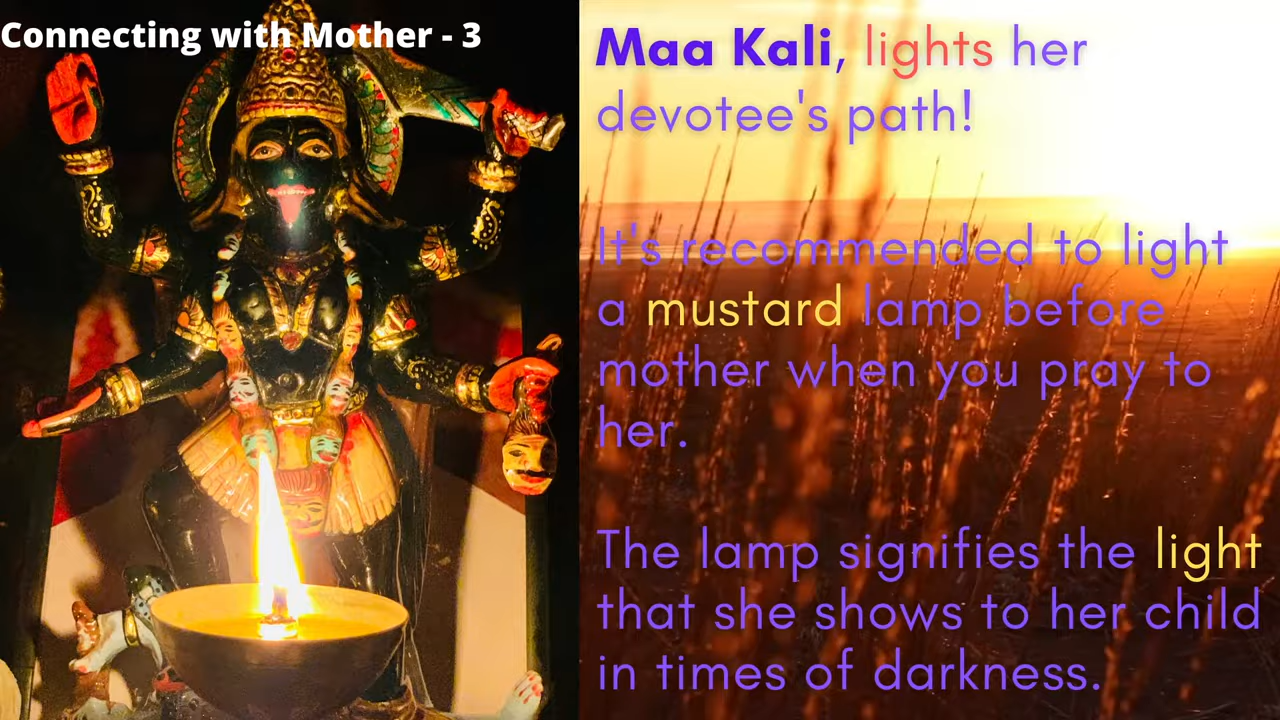 Connecting with Mother - 3
Maa Kali, lights her
devotee's path!
It's recommended to light
a mustard lamp before
mother when you pray to
her.
The lamp signifies the light
that she shows to her child
in times of darkness.